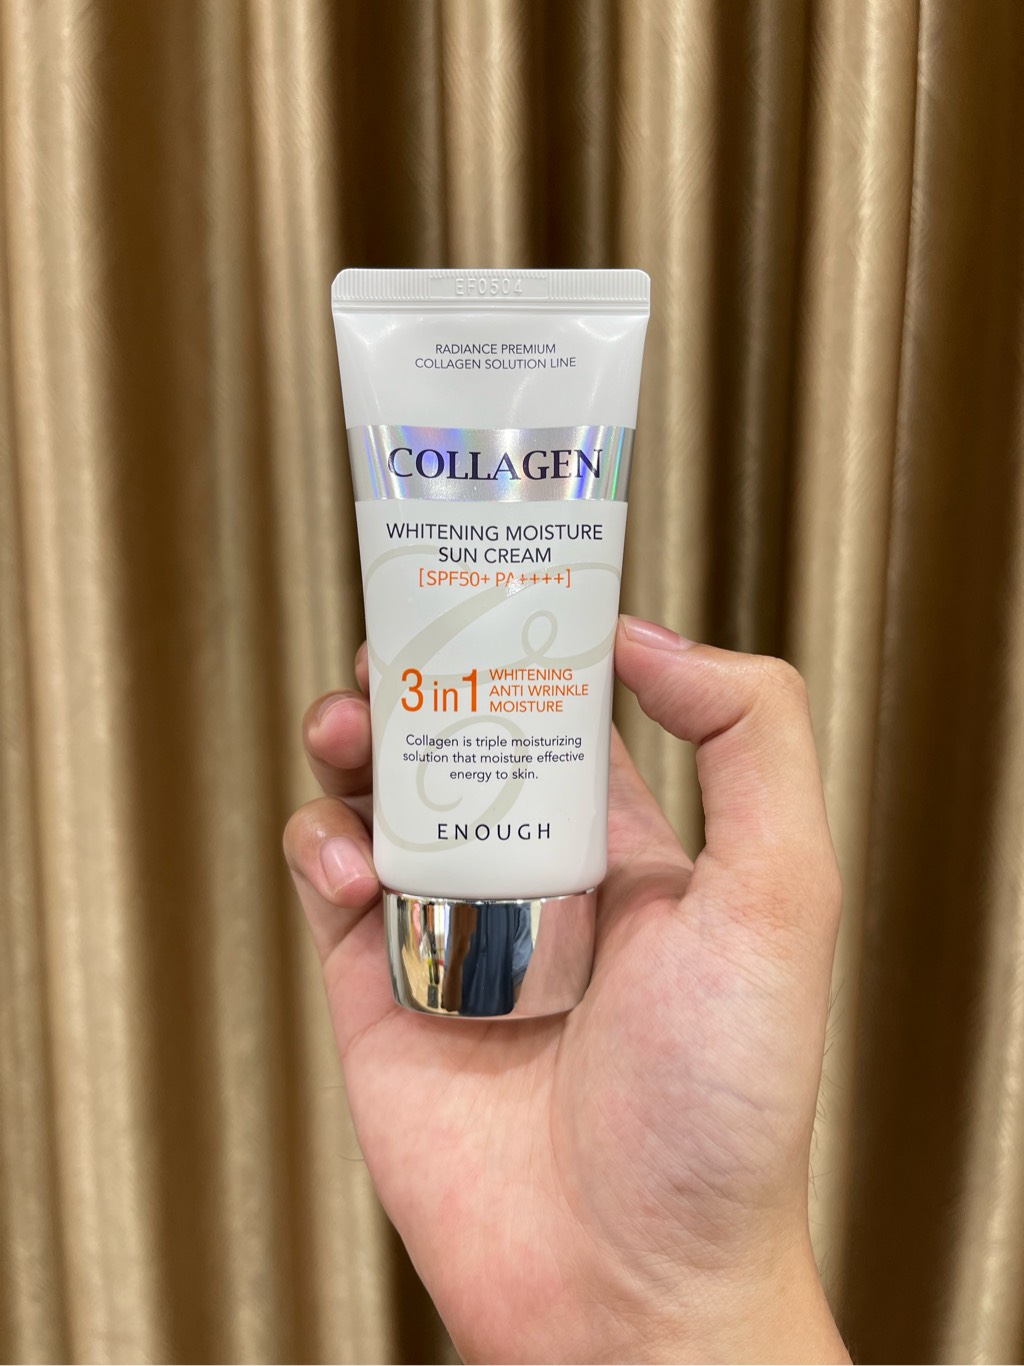 EF0504
RADIANCE PREMIUM
COLLAGEN SOLUTION LINE
COLLAGEN
WHITENING MOISTURE
SUN CREAM
[SPF50+ PA++++]
3 in 1 WHITENING
ANTI WRINKLE
MOISTURE
Collagen is triple moisturizing
solution that moisture effective
energy to skin.
ENOUGH